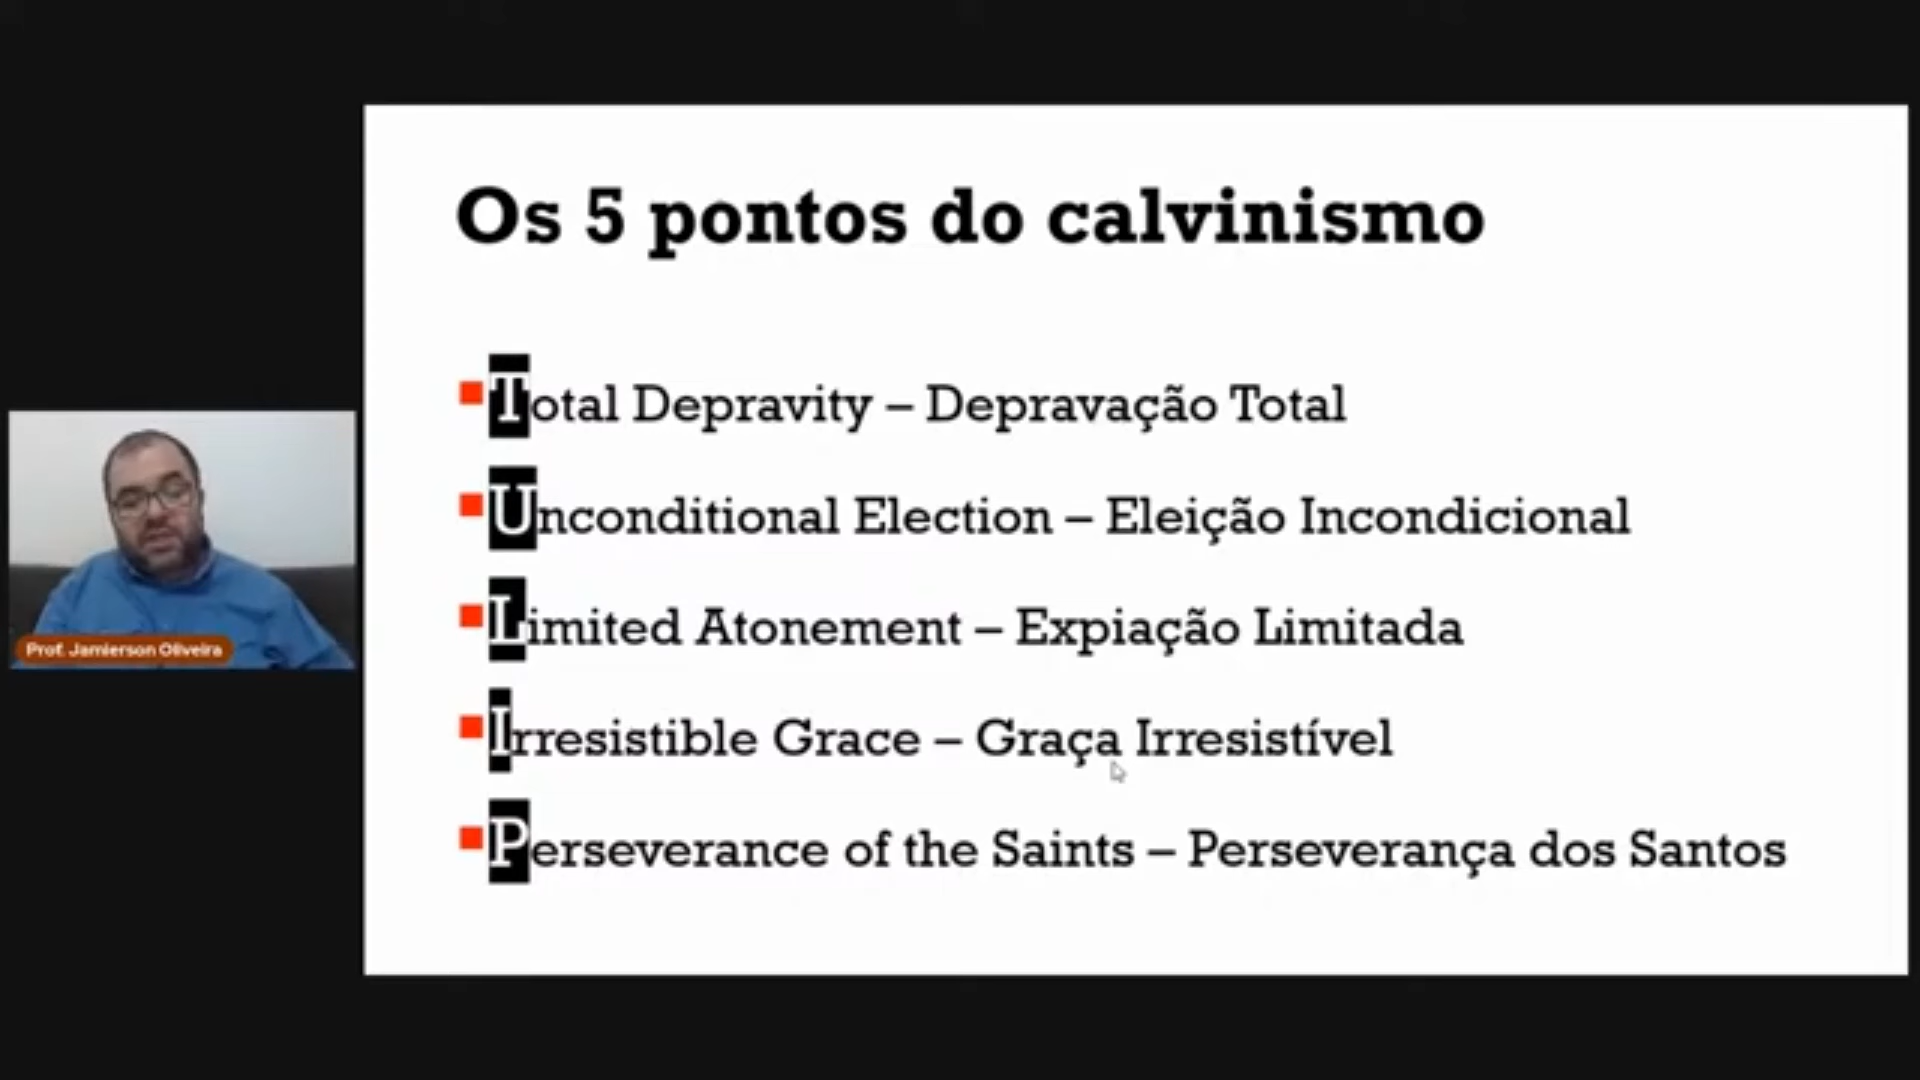 Os 5 pontos do calvinismo
Total Depravity – Depravação Total
Unconditional Election – Eleição Incondicional
Limited Atonement – Expiação Limitada
Irresistible Grace – Graça Irresistível
Perseverance of the Saints – Perseverança dos Santos
Prof. Jamierson Oliveira